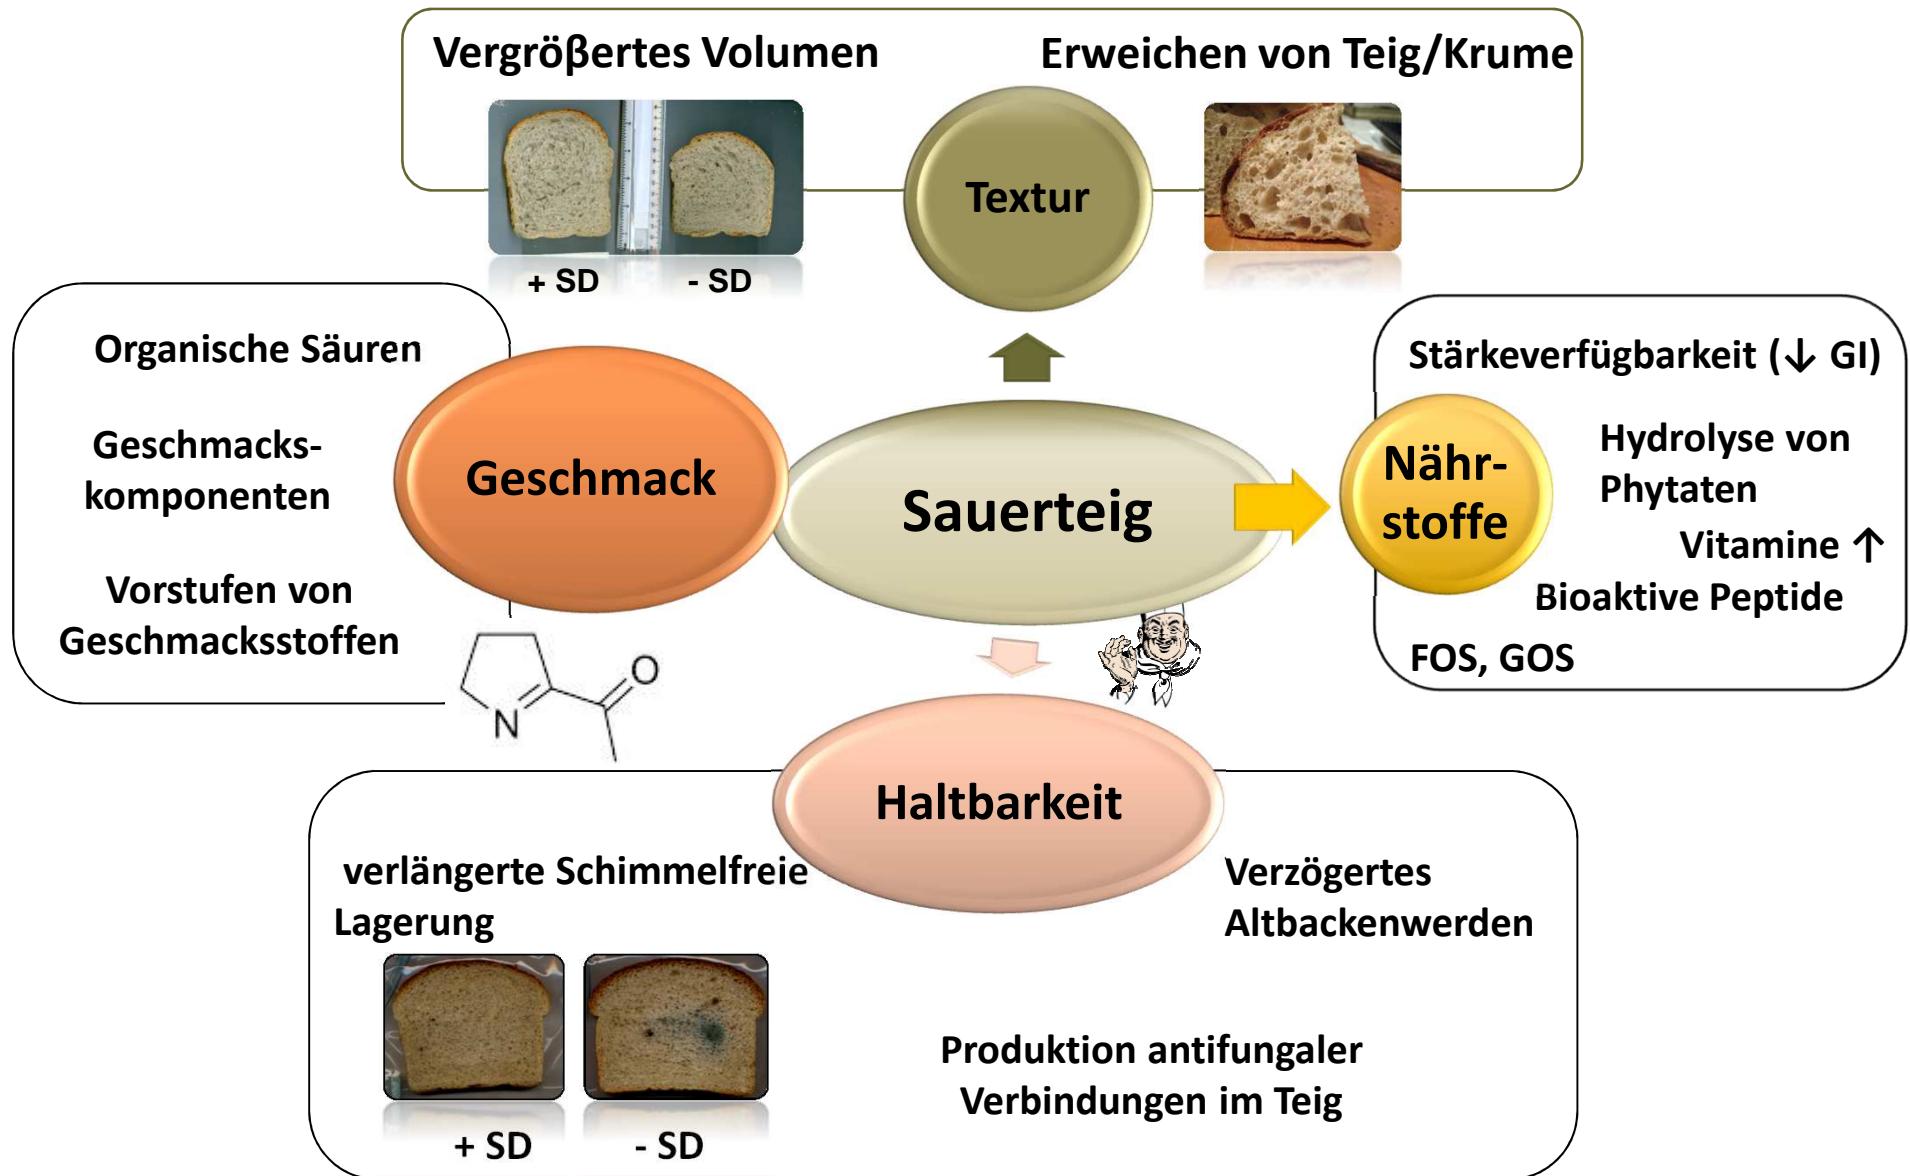 Vergrößertes Volumen
Erweichen von Teig/Krume
Textur
+ SD
- SD
Organische Säuren
Geschmacks-
komponenten
Vorstufen von
Geschmacksstoffen
Geschmack
N
O
Sauerteig
Stärkeverfügbarkeit (↓ GI)
Nähr-
stoffe
Hydrolyse von
Phytaten
Vitamine ↑
Bioaktive Peptide
FOS, GOS
Haltbarkeit
verlängerte Schimmelfreie
Lagerung
+ SD
- SD
Verzögertes
Altbackenwerden
Produktion antifungaler
Verbindungen im Teig